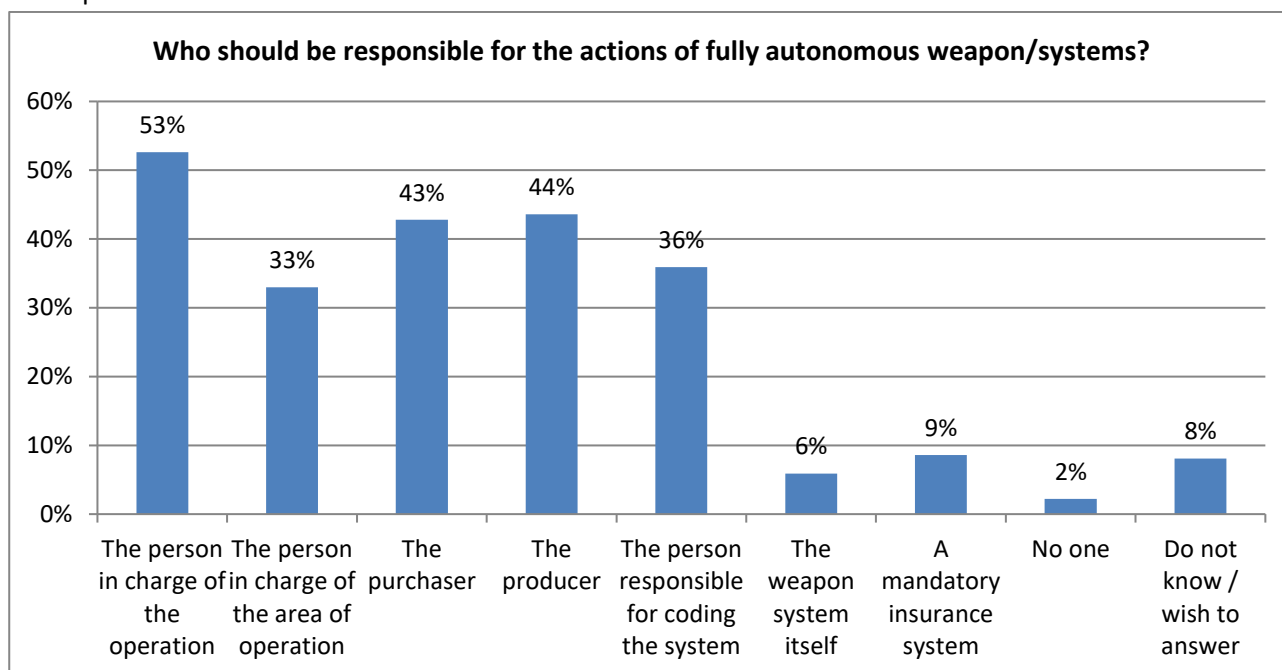 Who should be responsible for the actions of fully autonomous weapon/systems?
60%
50%
40%
30%
20%
10%
0%
53%
33%
43%
44%
36%
6%
9%
2%
8%
The person
in charge of
the
operation
The person
in charge of
the area of
operation
The
purchaser
The
producer
The person
responsible
for coding
the system
The
weapon
system
itself
A
mandatory
insurance
system
No one
Do not
know /
wish to
answer